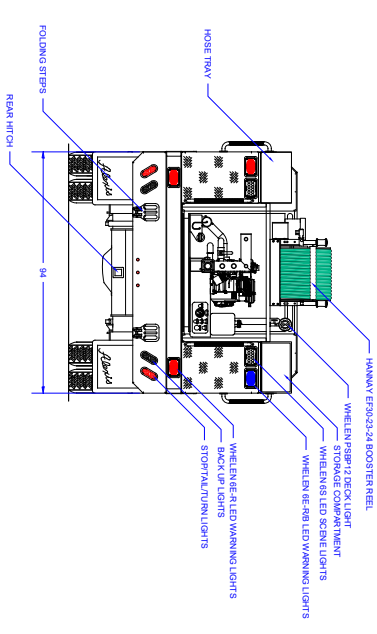 HANNAY EF30-23-24 BOOSTER REEL
WHELEN PSBP12 DECK LIGHT
STORAGE COMPARTMENT
WHELEN 6S LED SCENE LIGHTS
WHELEN 6E-R/B LED WARNING LIGHTS
HOSE TRAY
FOLDING STEPS
REAR HITCH
94
Alexis
Alexis
WHELEN 6E-R LED WARNING LIGHTS
BACK UP LIGHTS
STOP/TAIL/TURN LIGHTS